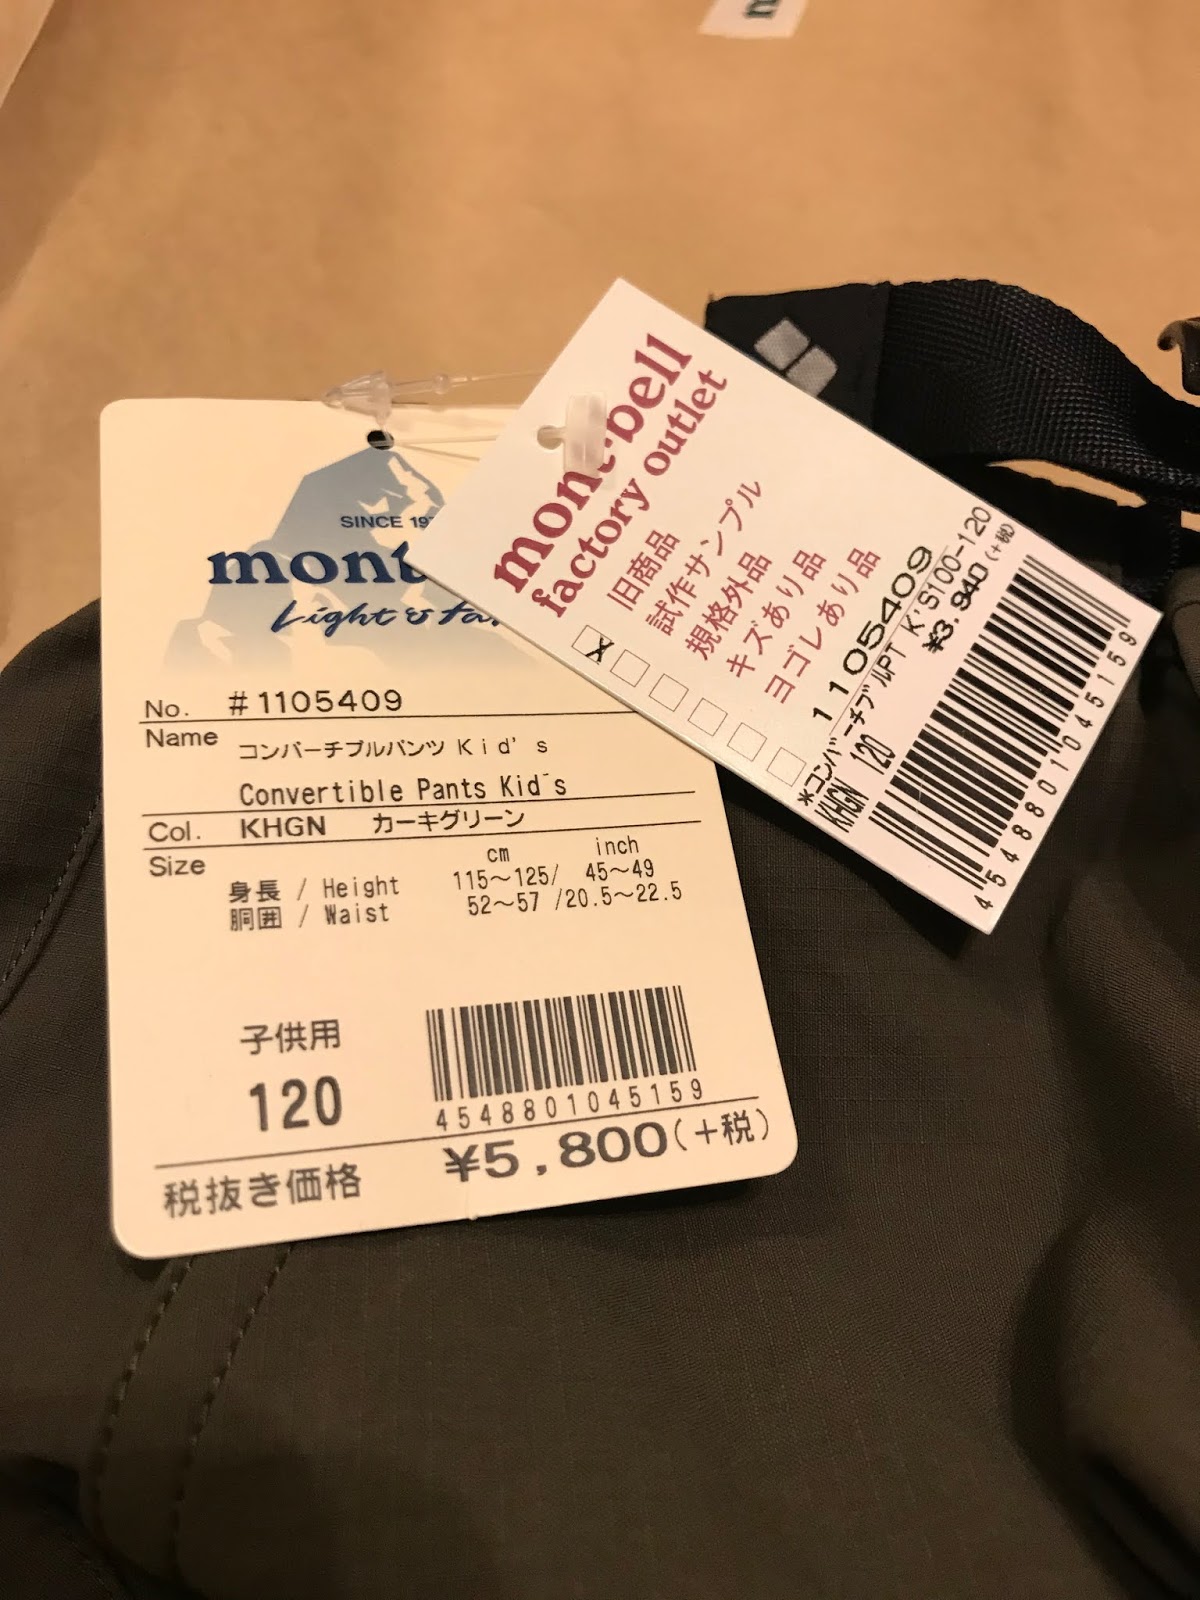 SINCE 197
mont
Light & Fa
No. #1105409
Name コンバーチブルパンツ Kid's
Convertible Pants Kid´s
Col. KHGN カーキグリーン
Size cm inch
身長 / Height 115～125/ 45～49
胴囲 / Waist 52～57 /20.5～22.5
子供用
120
4548801045159
税抜き価格 ¥5,800(+税)
mont-bell
factory outlet
旧商品
試作サンプル
規格外品
キズあり品
ヨゴレあり品
x
1105409
*コンバーチブルPT K'S100-120
KHGN 120 ¥3,940(+税)
4548801045159